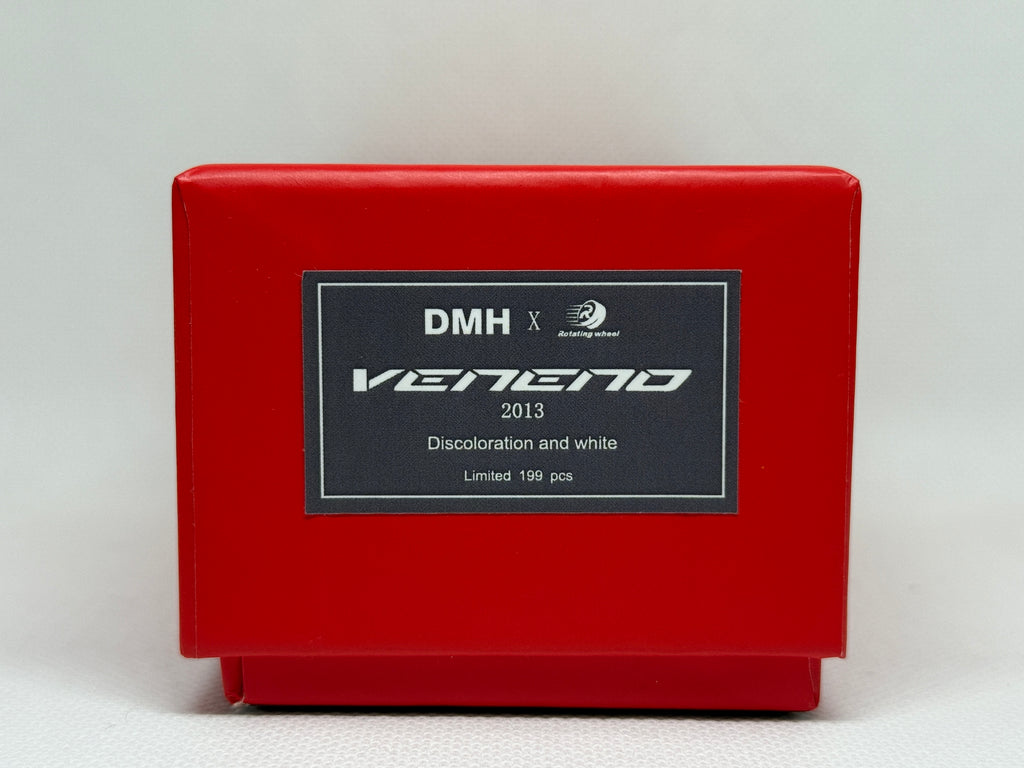 DMH X Rotating wheel
VENENO
2013
Discoloration and white
Limited 199 pcs